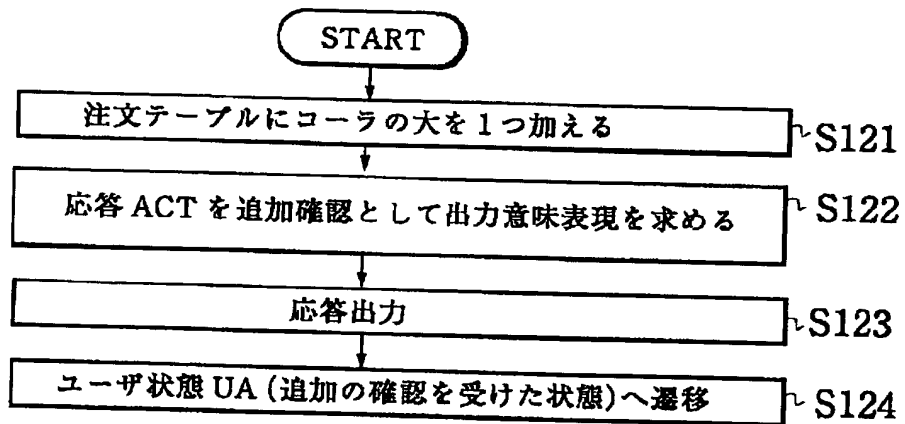 START
注文テーブルにコーラの大を1つ加える
S121
応答 ACT を追加確認として出力意味表現を求める
S122
応答出力
S123
ユーザ状態 UA (追加の確認を受けた状態)へ遷移
S124